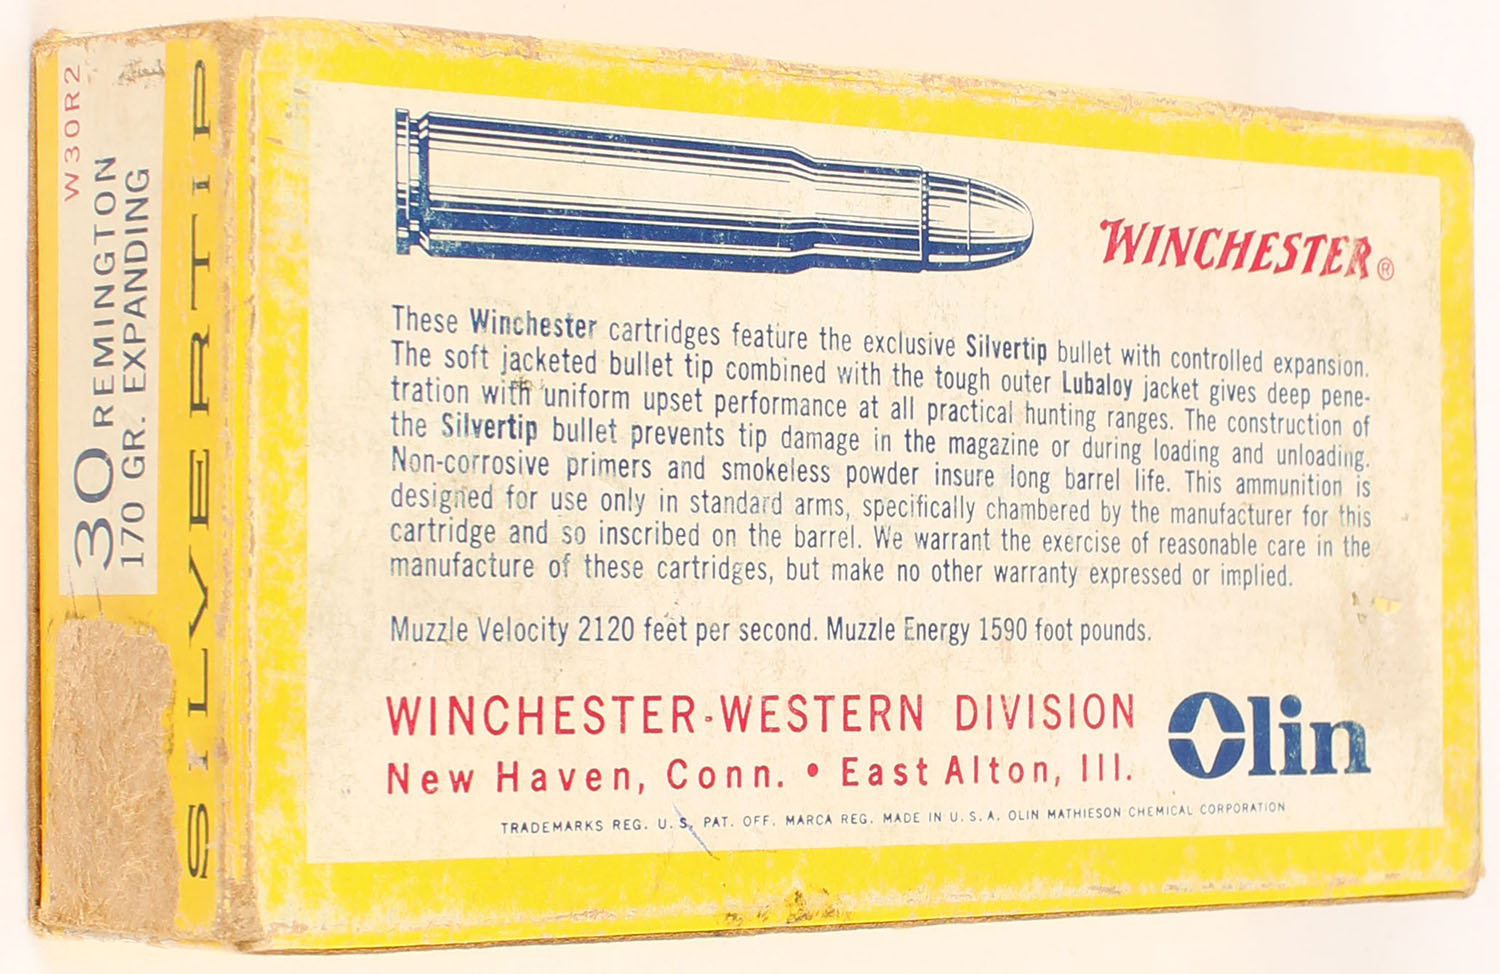 W30R2
30 REMINGTON
170 GR. EXPANDING
SILVERTIP
WINCHESTER®
These Winchester cartridges feature the exclusive Silvertip bullet with controlled expansion.
The soft jacketed bullet tip combined with the tough outer Lubaloy jacket gives deep pene-
tration with uniform upset performance at all practical hunting ranges. The construction of
the Silvertip bullet prevents tip damage in the magazine or during loading and unloading.
Non-corrosive primers and smokeless powder insure long barrel life. This ammunition is
designed for use only in standard arms, specifically chambered by the manufacturer for this
cartridge and so inscribed on the barrel. We warrant the exercise of reasonable care in the
manufacture of these cartridges, but make no other warranty expressed or implied.
Muzzle Velocity 2120 feet per second. Muzzle Energy 1590 foot pounds.
WINCHESTER-WESTERN DIVISION
New Haven, Conn. • East Alton, Ill.
Olin
TRADEMARKS REG. U. S. PAT. OFF. MARCA REG. MADE IN U. S. A. OLIN MATHIESON CHEMICAL CORPORATION